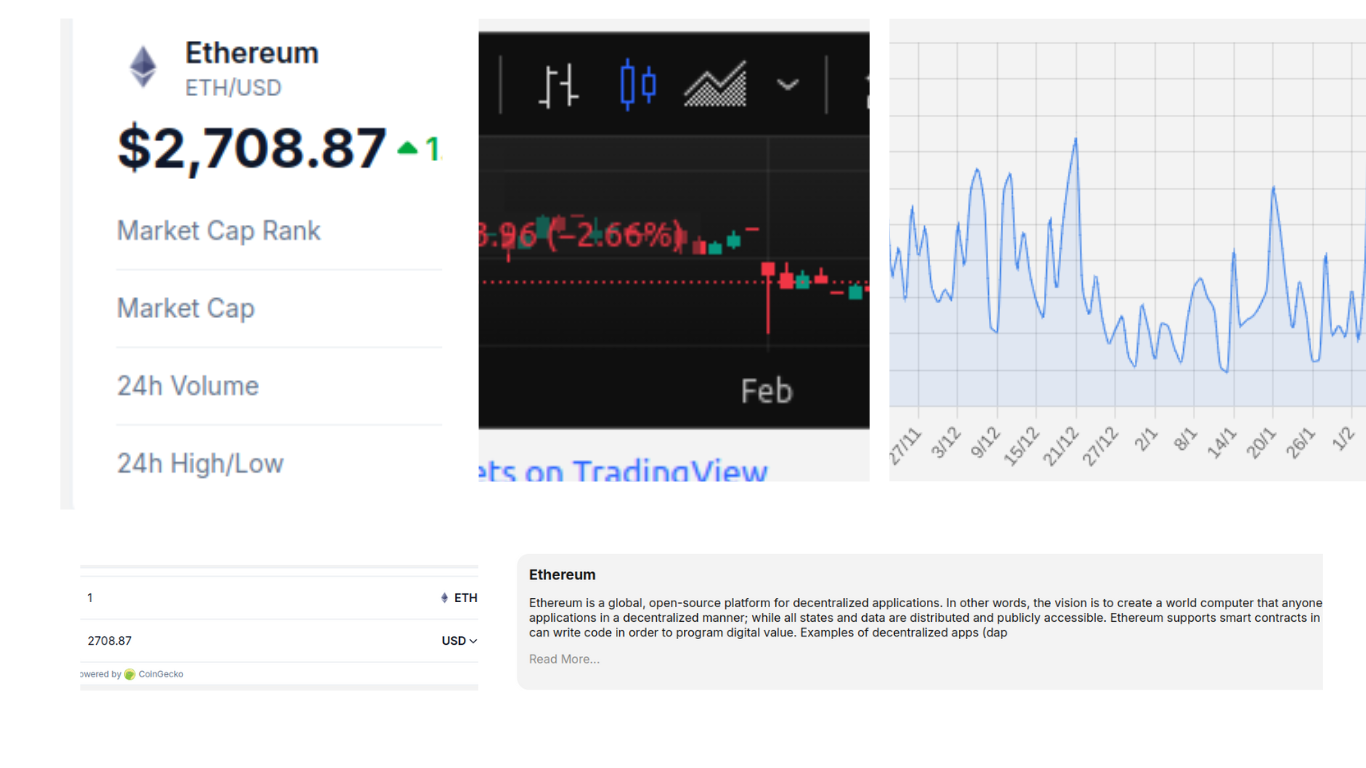 Ethereum
ETH/USD
$2,708.87 1
Market Cap Rank
Market Cap
24h Volume
24h High/Low
3.96 (−2.66%)
Feb
ets on TradingView
27/11 3/12 9/12 15/12 21/12 27/12 2/1 8/1 14/1 20/1 26/1 1/2
1 ETH
2708.87 USD
owered by CoinGecko
Ethereum
Ethereum is a global, open-source platform for decentralized applications. In other words, the vision is to create a world computer that anyone
applications in a decentralized manner; while all states and data are distributed and publicly accessible. Ethereum supports smart contracts in
can write code in order to program digital value. Examples of decentralized apps (dap
Read More...